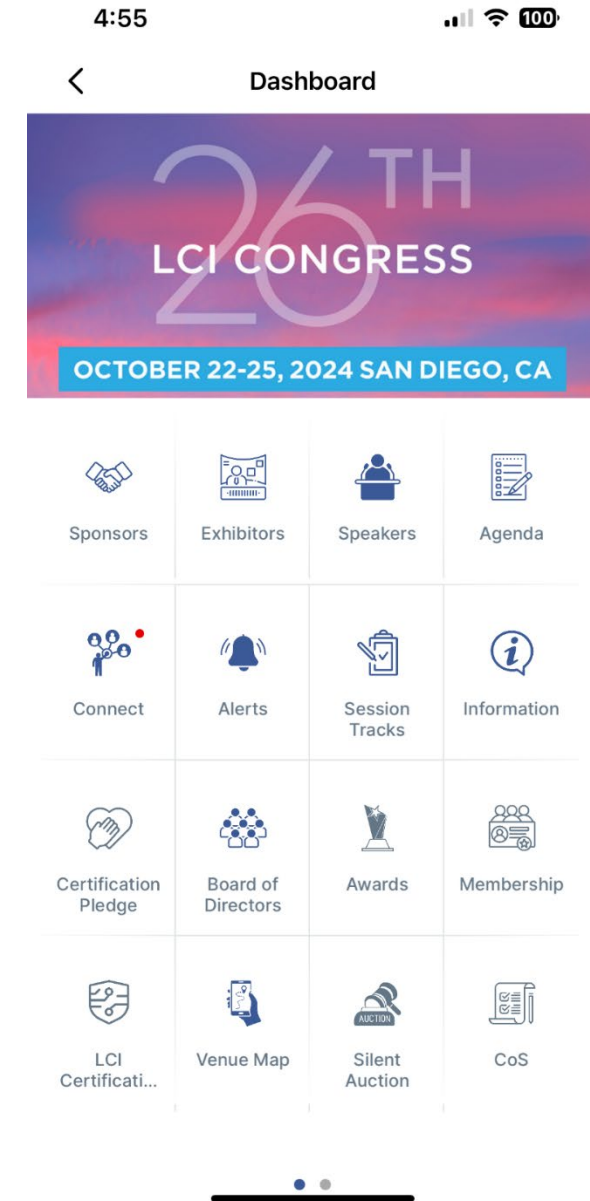 4:55
100
Dashboard
26TH
LCI CONGRESS
OCTOBER 22-25, 2024 SAN DIEGO, CA
Sponsors
Exhibitors
Speakers
Agenda
Connect
Alerts
Session
Tracks
Information
Certification
Pledge
Board of
Directors
Awards
Membership
AUCTION
LCI
Certificati...
Venue Map
Silent
Auction
CoS